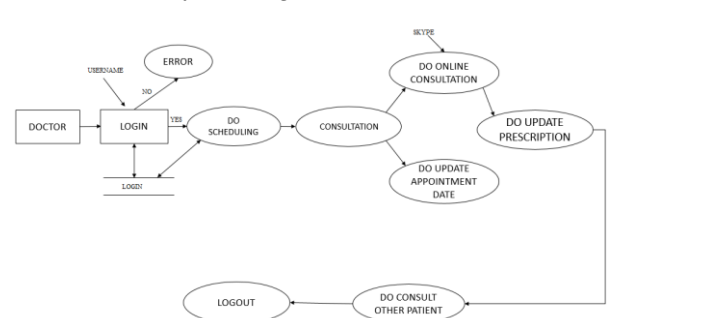 SKYPE
DO ONLINE
CONSULTATION
ERROR
USERNAME
NO
DOCTOR
LOGIN
YES
DO
SCHEDULING
CONSULTATION
DO UPDATE
PRESCRIPTION
DO UPDATE
APPOINTMENT
DATE
LOGIN
LOGOUT
DO CONSULT
OTHER PATIENT